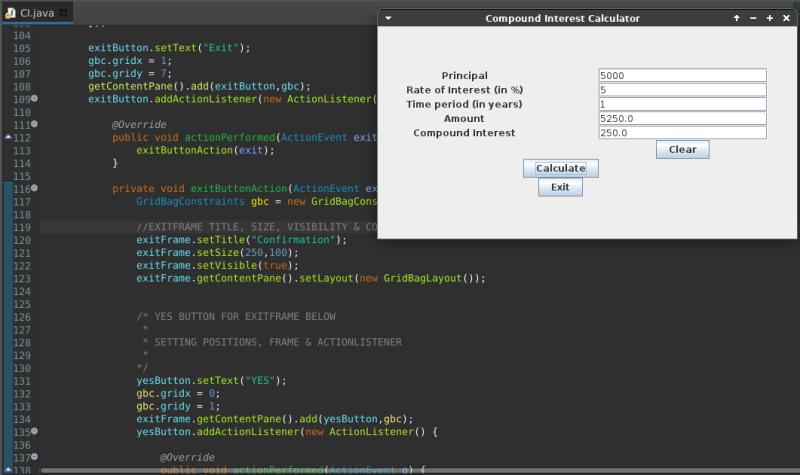 CI.java
104
105 exitButton.setText("Exit");
106 gbc.gridx = 1;
107 gbc.gridy = 7;
108 getContentPane().add(exitButton,gbc);
109 exitButton.addActionListener(new ActionListener(
110
111 @Override
112 public void actionPerformed(ActionEvent exit
113 exitButtonAction(exit);
114 }
115
116 private void exitButtonAction(ActionEvent ex
117 GridBagConstraints gbc = new GridBagCons
118
119 //EXITFRAME TITLE, SIZE, VISIBILITY & CO
120 exitFrame.setTitle("Confirmation");
121 exitFrame.setSize(250,100);
122 exitFrame.setVisible(true);
123 exitFrame.getContentPane().setLayout(new GridBagLayout());
124
125
126 /* YES BUTTON FOR EXITFRAME BELOW
127 *
128 * SETTING POSITIONS, FRAME & ACTIONLISTENER
129 *
130 */
131 yesButton.setText("YES");
132 gbc.gridx = 0;
133 gbc.gridy = 1;
134 exitFrame.getContentPane().add(yesButton,gbc);
135 yesButton.addActionListener(new ActionListener() {
136
137 @Override
138 public void actionPerformed(ActionEvent
Compound Interest Calculator
Principal 5000
Rate of Interest (in %) 5
Time period (in years) 1
Amount 5250.0
Compound Interest 250.0
Clear
Calculate
Exit